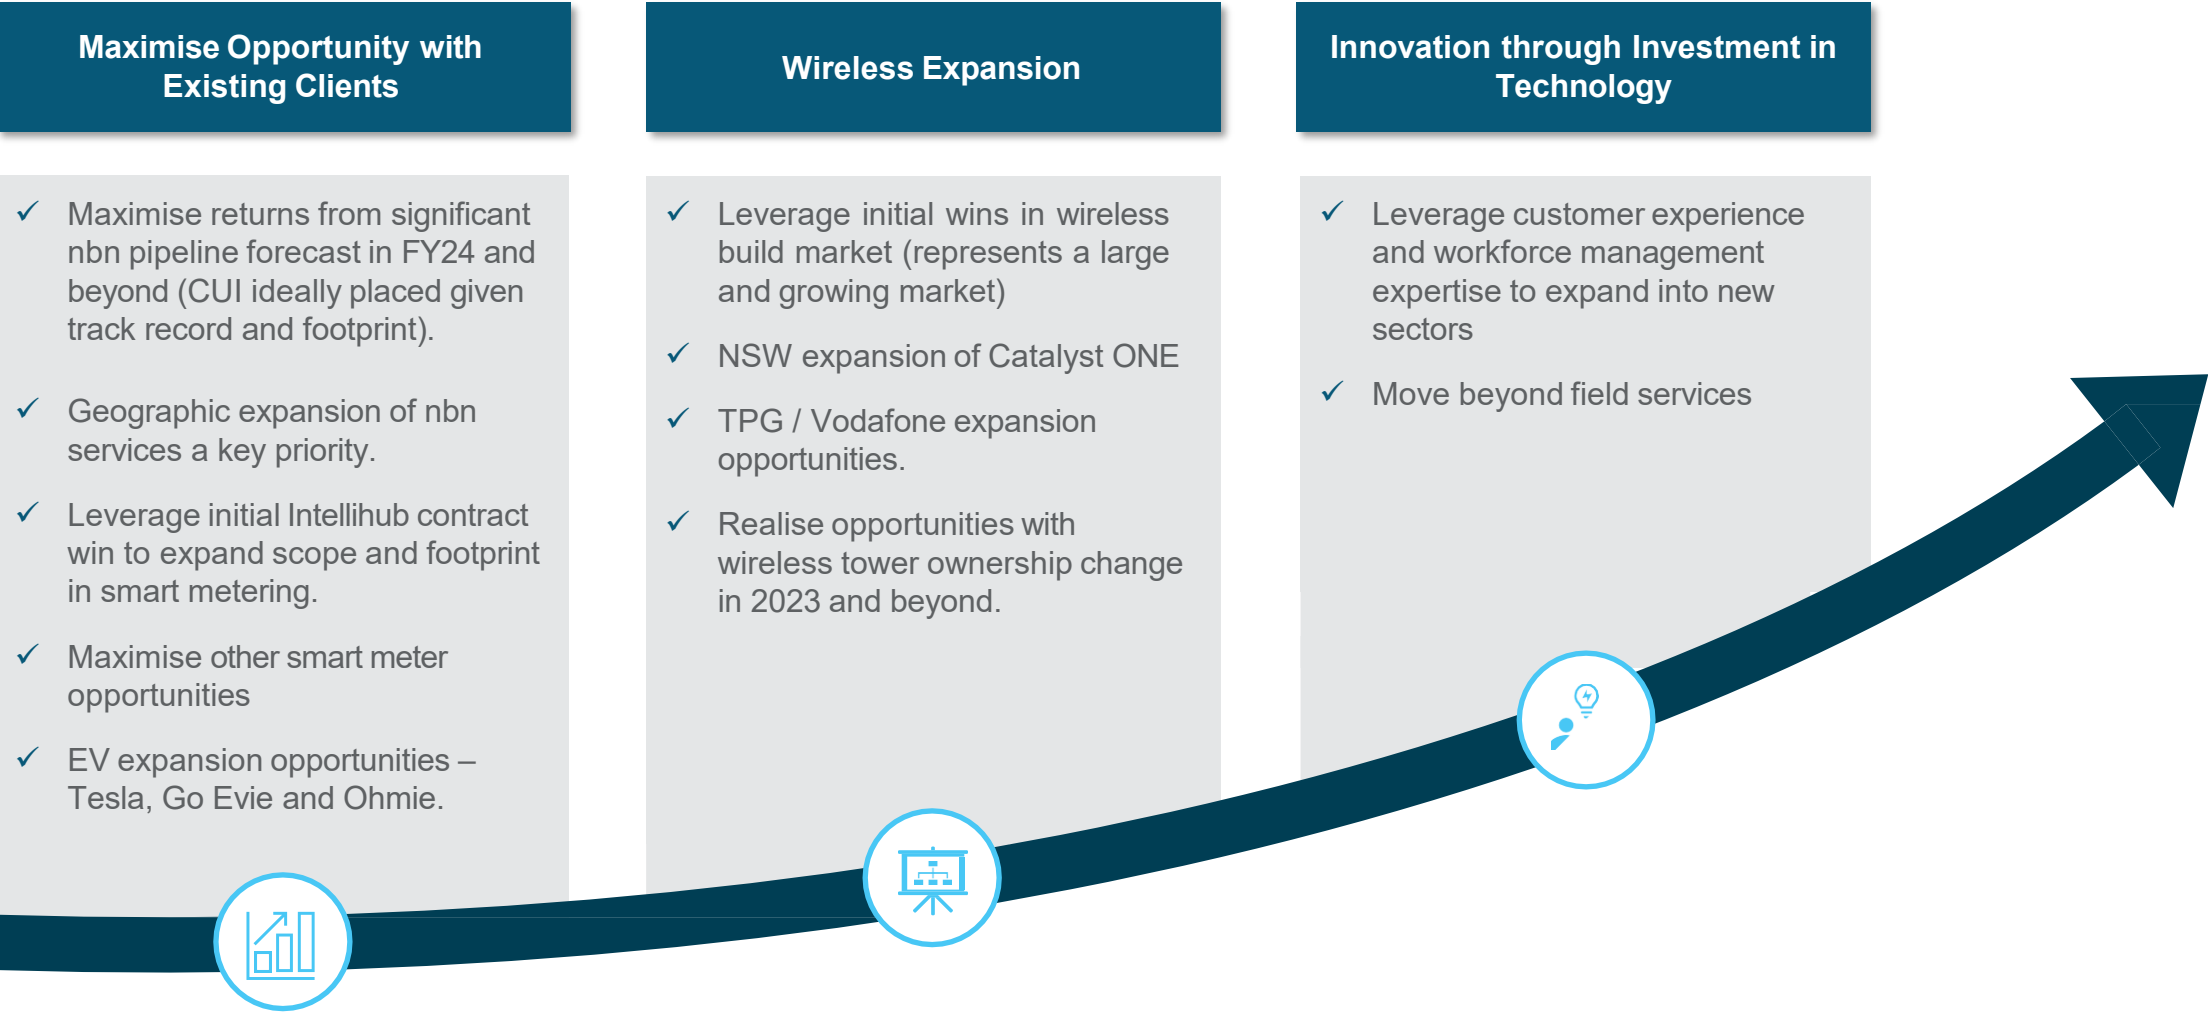 Maximise Opportunity with
Existing Clients
Maximise returns from significant
nbn pipeline forecast in FY24 and
beyond (CUI ideally placed given
track record and footprint).
Geographic expansion of nbn
services a key priority.
Leverage initial Intellihub contract
win to expand scope and footprint
in smart metering.
Maximise other smart meter
opportunities
EV expansion opportunities –
Tesla, Go Evie and Ohmie.
Wireless Expansion
Leverage initial wins in wireless
build market (represents a large
and growing market)
NSW expansion of Catalyst ONE
TPG / Vodafone expansion
opportunities.
Realise opportunities with
wireless tower ownership change
in 2023 and beyond.
Innovation through Investment in
Technology
Leverage customer experience
and workforce management
expertise to expand into new
sectors
Move beyond field services